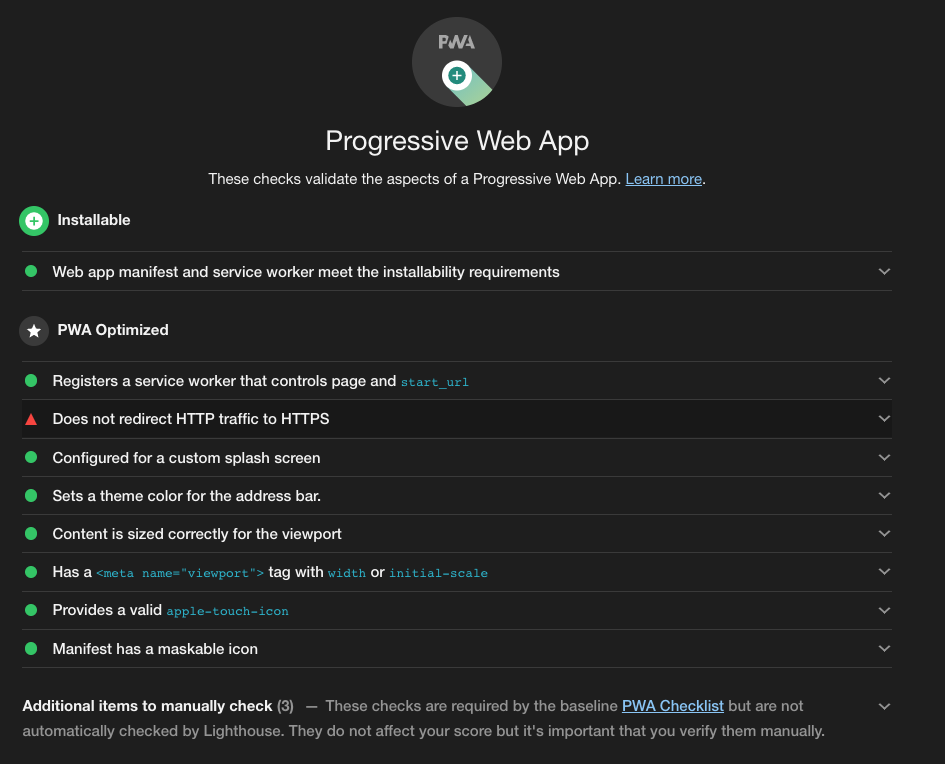 PWA
Progressive Web App
These checks validate the aspects of a Progressive Web App. Learn more.
Installable
Web app manifest and service worker meet the installability requirements
PWA Optimized
Registers a service worker that controls page and start_url
Does not redirect HTTP traffic to HTTPS
Configured for a custom splash screen
Sets a theme color for the address bar.
Content is sized correctly for the viewport
Has a <meta name="viewport"> tag with width or initial-scale
Provides a valid apple-touch-icon
Manifest has a maskable icon
Additional items to manually check (3) — These checks are required by the baseline PWA Checklist but are not
automatically checked by Lighthouse. They do not affect your score but it's important that you verify them manually.